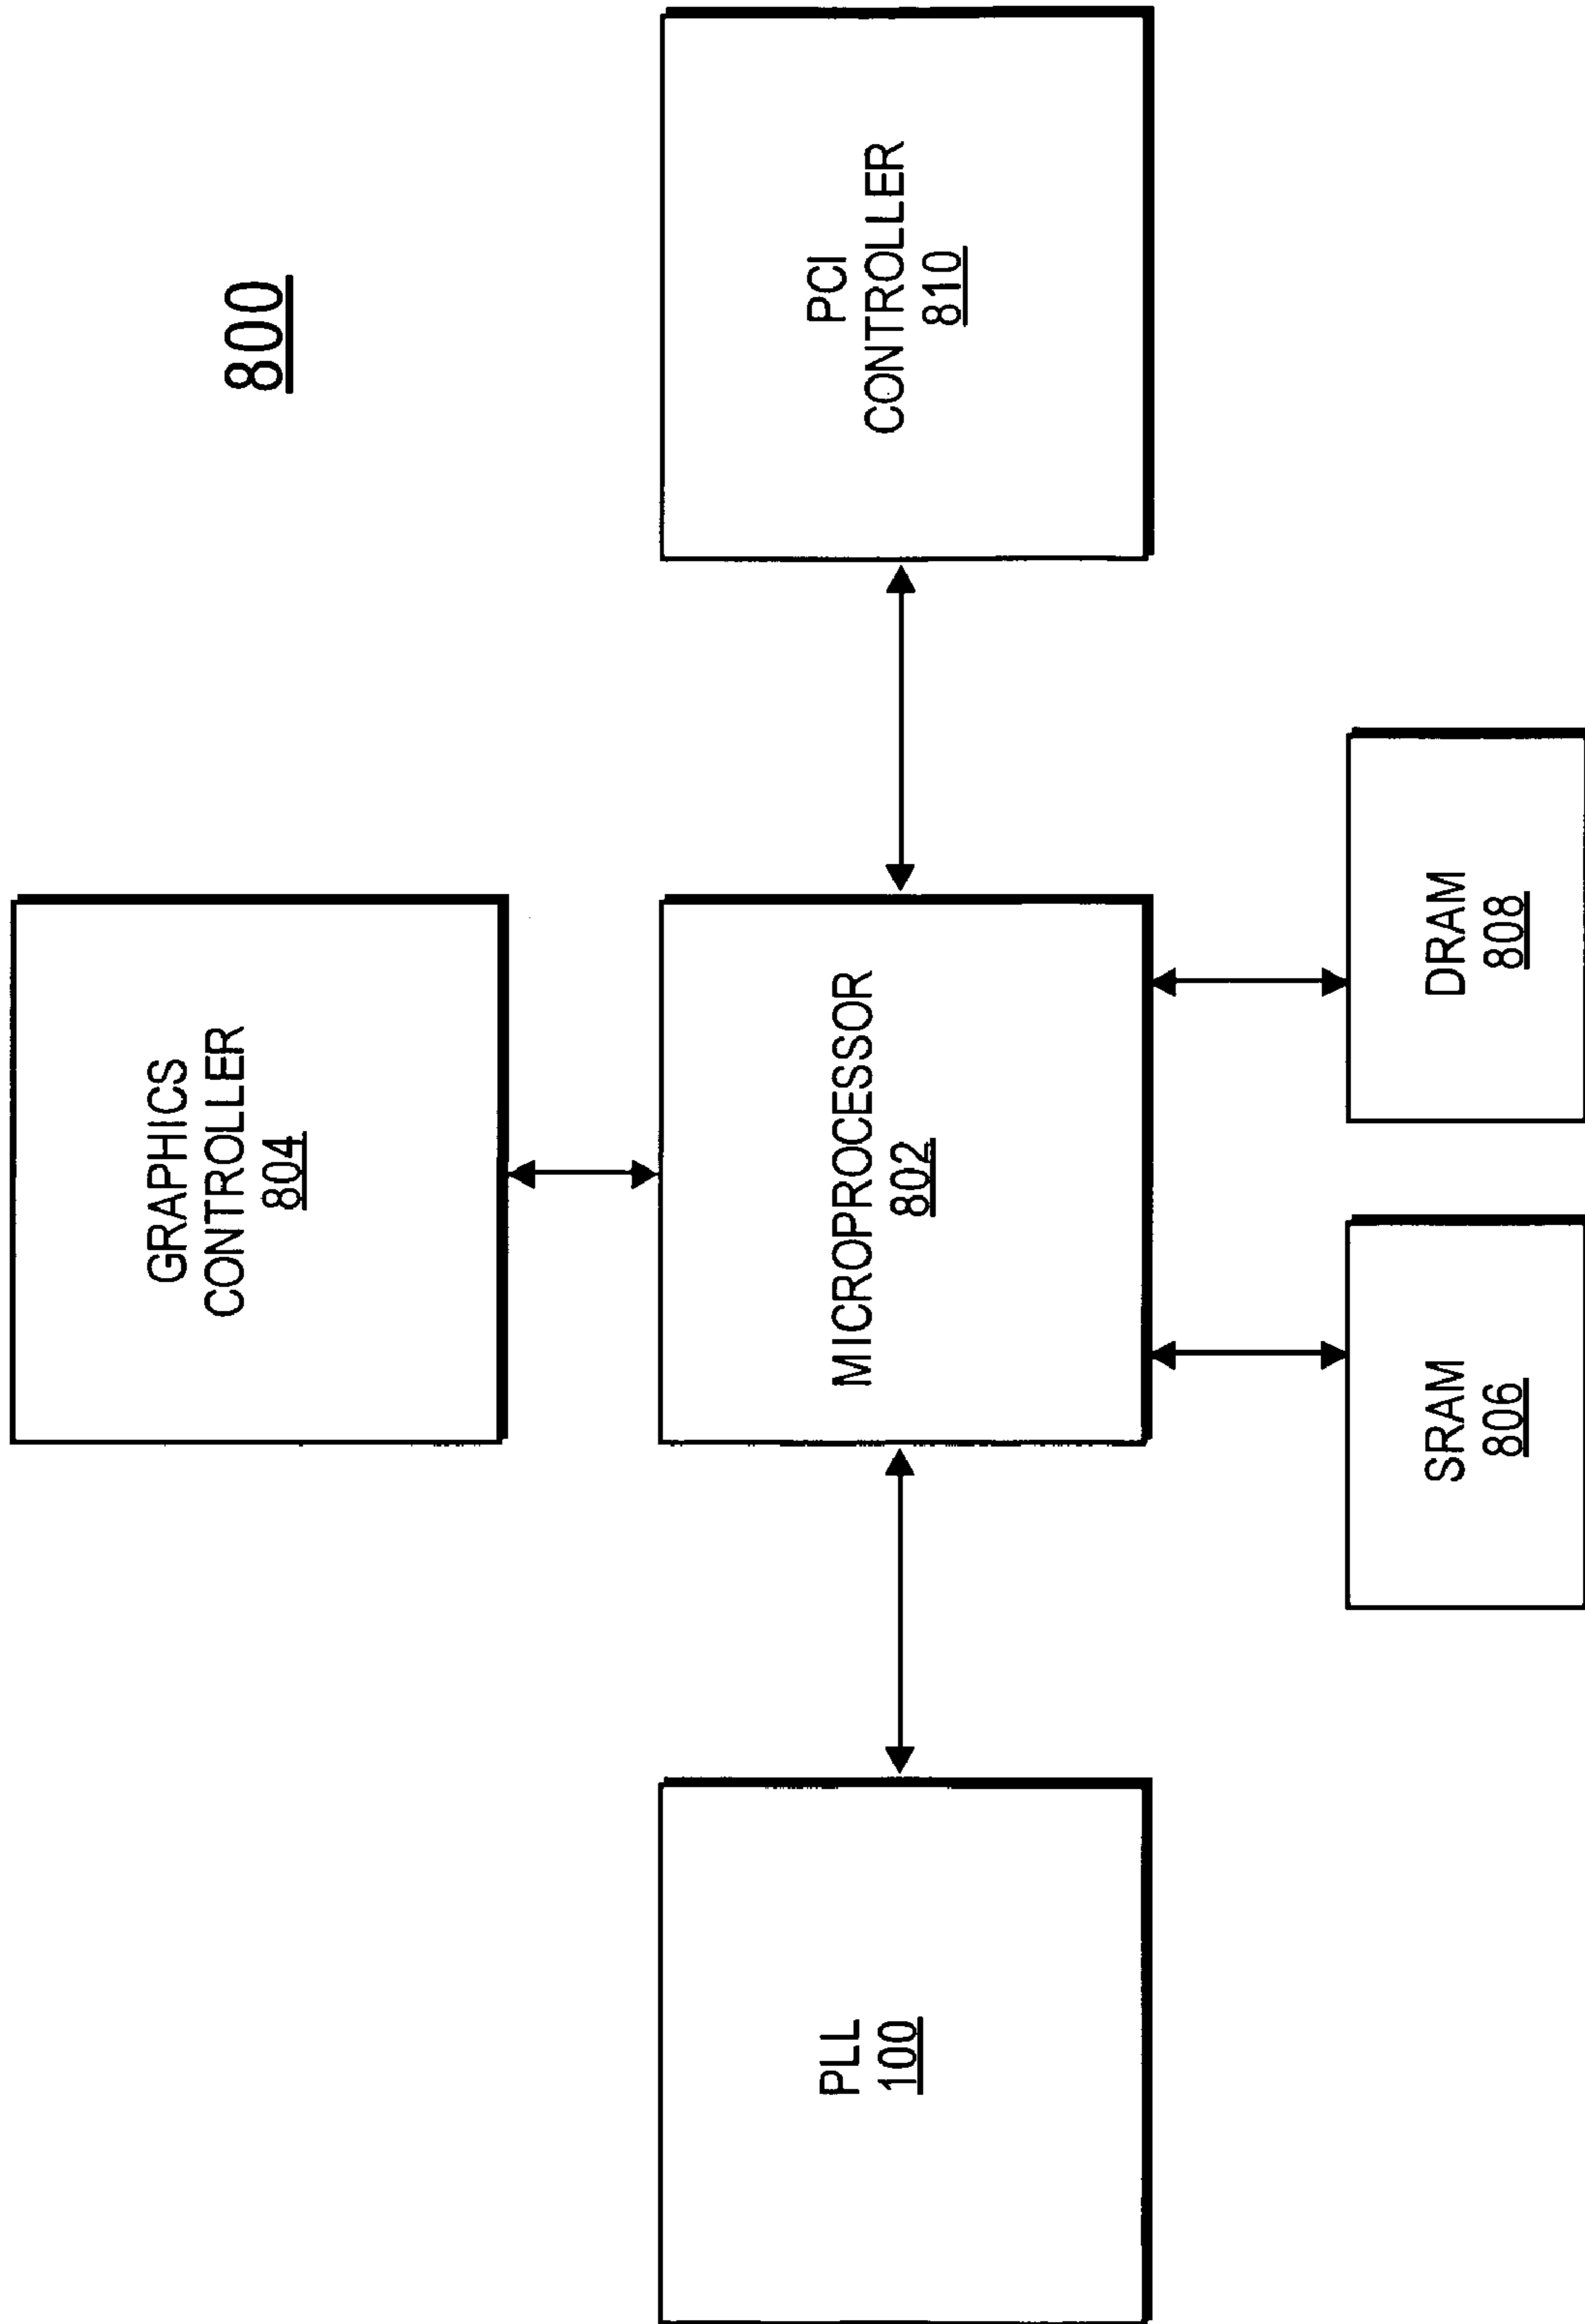 800
GRAPHICS
CONTROLLER
804
PLL
100
MICROPROCESSOR
802
PCI
CONTROLLER
810
SRAM
806
DRAM
808